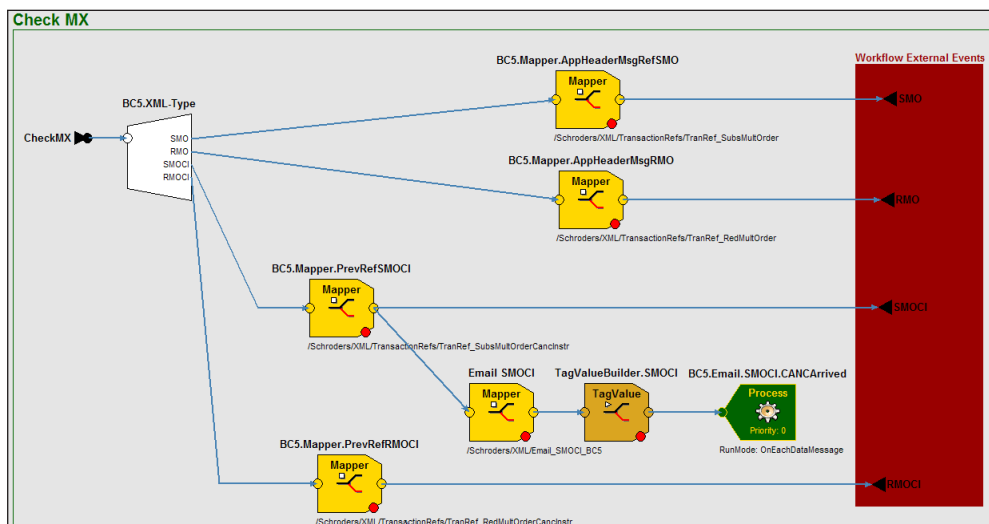 Check MX
BC5.Mapper.AppHeaderMsgRefSMO
Workflow External Events
Mapper
BC5.XML-Type
SMO
CheckMX
SMO
RMO
SMOCI
RMOCI
/Schroders/XML/TransactionRefs/TranRef_SubsMultOrder
BC5.Mapper.AppHeaderMsgRMO
Mapper
RMO
/Schroders/XML/TransactionRefs/TranRef_RedMultOrder
BC5.Mapper.PrevRefSMOCI
Mapper
SMOCI
/Schroders/XML/TransactionRefs/TranRef_SubsMultOrderCancInstr
Email SMOCI
TagValueBuilder.SMOCI
BC5.Email.SMOCI.CANCArrived
Mapper
TagValue
Process
Priority: 0
/Schroders/XML/Email_SMOCI_BC5
RunMode: OnEachDataMessage
BC5.Mapper.PrevRefRMOCI
Mapper
RMOCI
/Schroders/XML/TransactionRefs/TranRef_RedMultOrderCancInstr